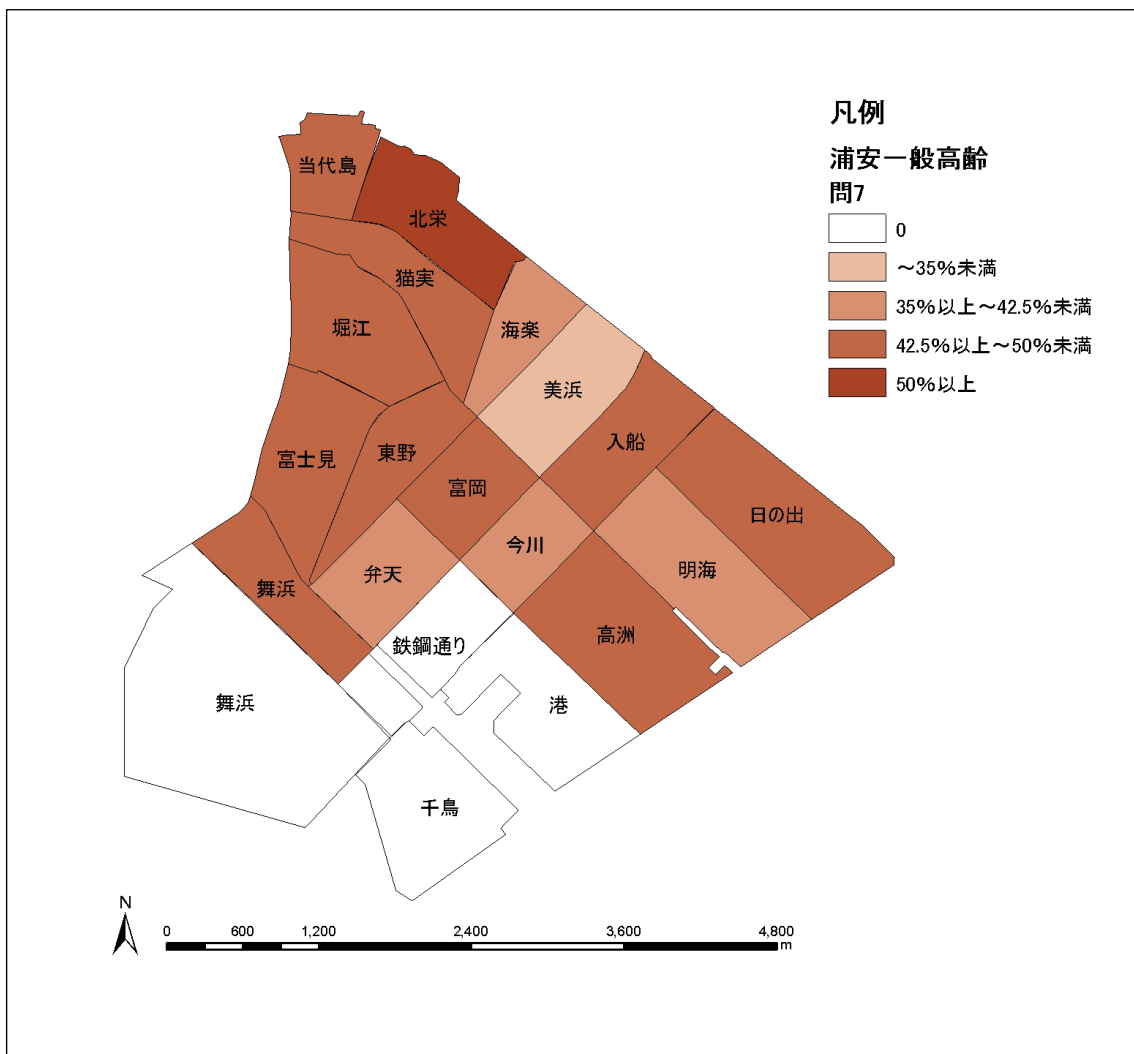 凡例
浦安一般高齢
問7
0
～35%未満
35%以上～42.5%未満
42.5%以上～50%未満
50%以上
当代島
北栄
猫実
堀江
海楽
美浜
入船
富士見
東野
富岡
日の出
今川
明海
弁天
舞浜
高洲
鉄鋼通り
舞浜
港
千鳥
N
0 600 1,200 2,400 3,600 4,800
m